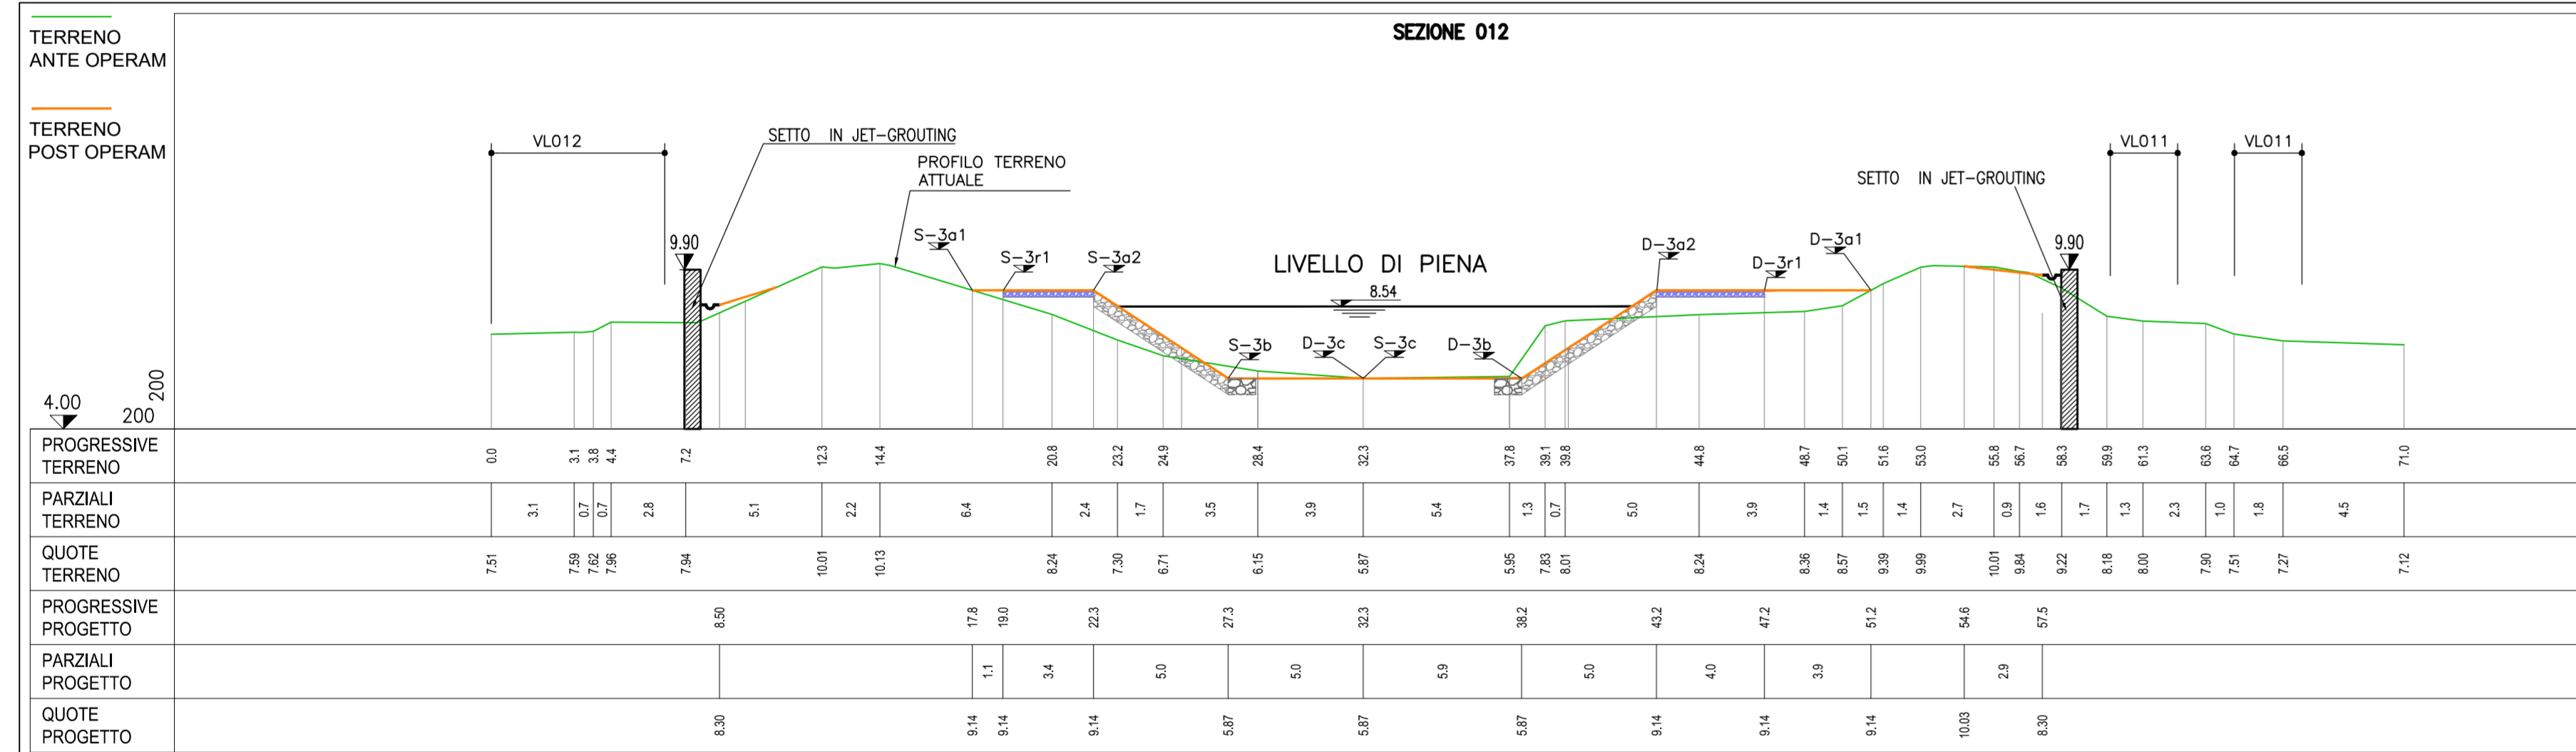 SEZIONE 012
TERRENO
ANTE OPERAM
TERRENO
POST OPERAM
VL012
SETTO IN JET-GROUTING
PROFILO TERRENO
ATTUALE
VL011
VL011
SETTO IN JET-GROUTING
9.90
S-3a1
S-3r1
S-3a2
LIVELLO DI PIENA
8.54
D-3a2
D-3r1
D-3a1
9.90
S-3b
D-3c
S-3c
D-3b
4.00
200
200
PROGRESSIVE
TERRENO
0.0 3.1 3.8 4.4 7.2 12.3 14.4 20.8 23.2 24.9 28.4 32.3 37.8 39.1 39.8 44.8 48.7 50.1 51.6 53.0 55.8 56.7 58.3 59.9 61.3 63.6 64.7 66.5 71.0
PARZIALI
TERRENO
3.1 0.7 0.7 2.8 5.1 2.2 6.4 2.4 1.7 3.5 3.9 5.4 1.3 0.7 5.0 3.9 1.4 1.5 1.4 2.7 0.9 1.6 1.7 1.3 2.3 1.0 1.8 4.5
QUOTE
TERRENO
7.51 7.59 7.62 7.96 7.94 10.01 10.13 8.24 7.30 6.71 6.15 5.87 5.95 7.83 8.01 8.24 8.36 8.57 9.39 9.99 10.01 9.84 9.22 8.18 8.00 7.90 7.51 7.27 7.12
PROGRESSIVE
PROGETTO
8.50 17.8 19.0 22.3 27.3 32.3 38.2 43.2 47.2 51.2 54.6 57.5
PARZIALI
PROGETTO
1.1 3.4 5.0 5.0 5.9 5.0 4.0 3.9 2.9
QUOTE
PROGETTO
8.30 9.14 9.14 9.14 5.87 5.87 5.87 9.14 9.14 9.14 10.03 8.30